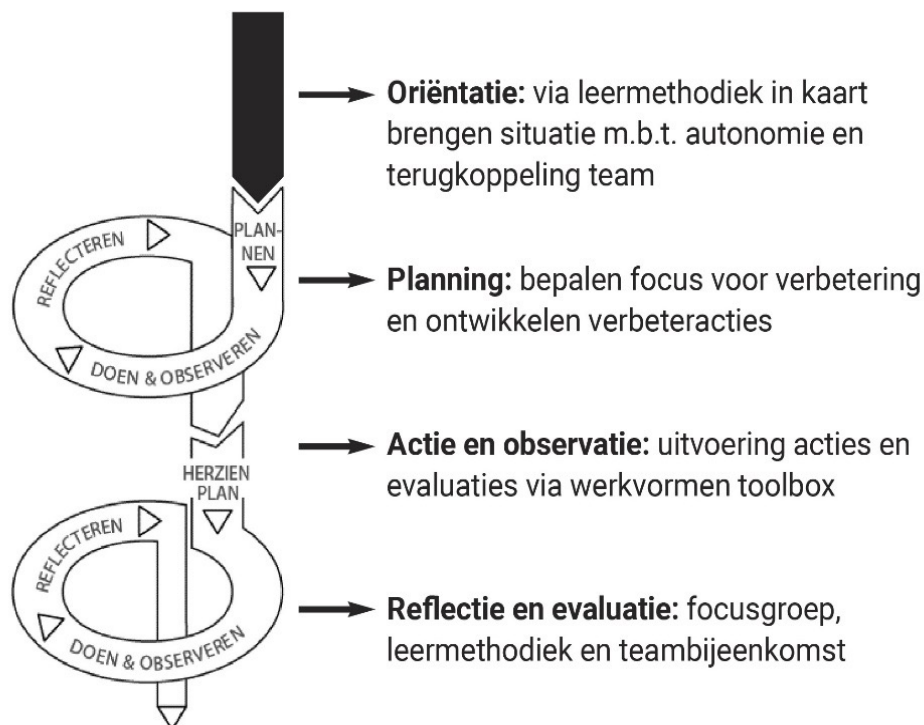 Oriëntatie: via leermethodiek in kaart
brengen situatie m.b.t. autonomie en
terugkoppeling team
PLAN-
NEN
REFLECTEREN
DOEN & OBSERVEREN
Planning: bepalen focus voor verbetering
en ontwikkelen verbeteracties
Actie en observatie: uitvoering acties en
evaluaties via werkvormen toolbox
HERZIEN
PLAN
REFLECTEREN
DOEN & OBSERVEREN
Reflectie en evaluatie: focusgroep,
leermethodiek en teambijeenkomst